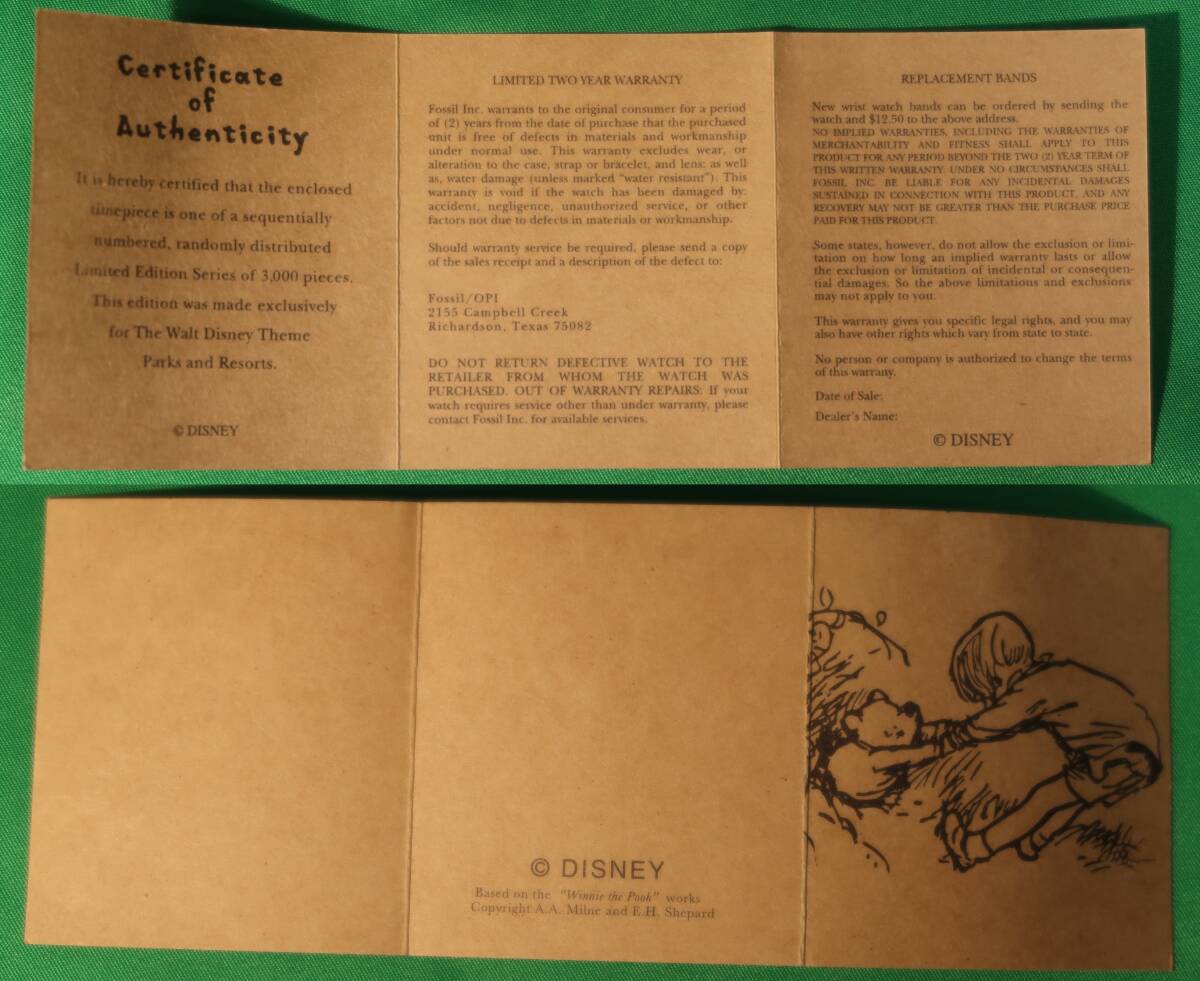 Certificate
of
Authenticity
It is hereby certified that the enclosed
timepiece is one of a sequentially
numbered, randomly distributed
Limited Edition Series of 3,000 pieces.
This edition was made exclusively
for The Walt Disney Theme
Parks and Resorts.
© DISNEY
LIMITED TWO YEAR WARRANTY
Fossil Inc. warrants to the original consumer for a period
of (2) years from the date of purchase that the purchased
unit is free of defects in materials and workmanship
under normal use. This warranty excludes wear, or
alteration to the case, strap or bracelet, and lens: as well
as, water damage (unless marked "water resistant"). This
warranty is void if the watch has been damaged by:
accident, negligence, unauthorized service, or other
factors not due to defects in materials or workmanship.
Should warranty service be required, please send a copy
of the sales receipt and a description of the defect to:
Fossil/OPI
2155 Campbell Creek
Richardson, Texas 75082
DO NOT RETURN DEFECTIVE WATCH TO THE
RETAILER FROM WHOM THE WATCH WAS
PURCHASED. OUT OF WARRANTY REPAIRS: If your
watch requires service other than under warranty, please
contact Fossil Inc. for available services.
REPLACEMENT BANDS
New wrist watch bands can be ordered by sending the
watch and $12.50 to the above address.
NO IMPLIED WARRANTIES, INCLUDING THE WARRANTIES OF
MERCHANTABILITY AND FITNESS SHALL APPLY TO THIS
PRODUCT FOR ANY PERIOD BEYOND THE TWO (2) YEAR TERM OF
THIS WRITTEN WARRANTY. UNDER NO CIRCUMSTANCES SHALL
FOSSIL INC. BE LIABLE FOR ANY INCIDENTAL DAMAGES
SUSTAINED IN CONNECTION WITH THIS PRODUCT, AND ANY
RECOVERY MAY NOT BE GREATER THAN THE PURCHASE PRICE
PAID FOR THIS PRODUCT.
Some states, however, do not allow the exclusion or limi-
tation on how long an implied warranty lasts or allow
the exclusion or limitation of incidental or consequen-
tial damages. So the above limitations and exclusions
may not apply to you.
This warranty gives you specific legal rights, and you may
also have other rights which vary from state to state.
No person or company is authorized to change the terms
of this warrany.
Date of Sale:
Dealer's Name:
© DISNEY
© DISNEY
Based on the "Winnie the Pooh" works
Copyright A.A. Milne and E.H. Shepard